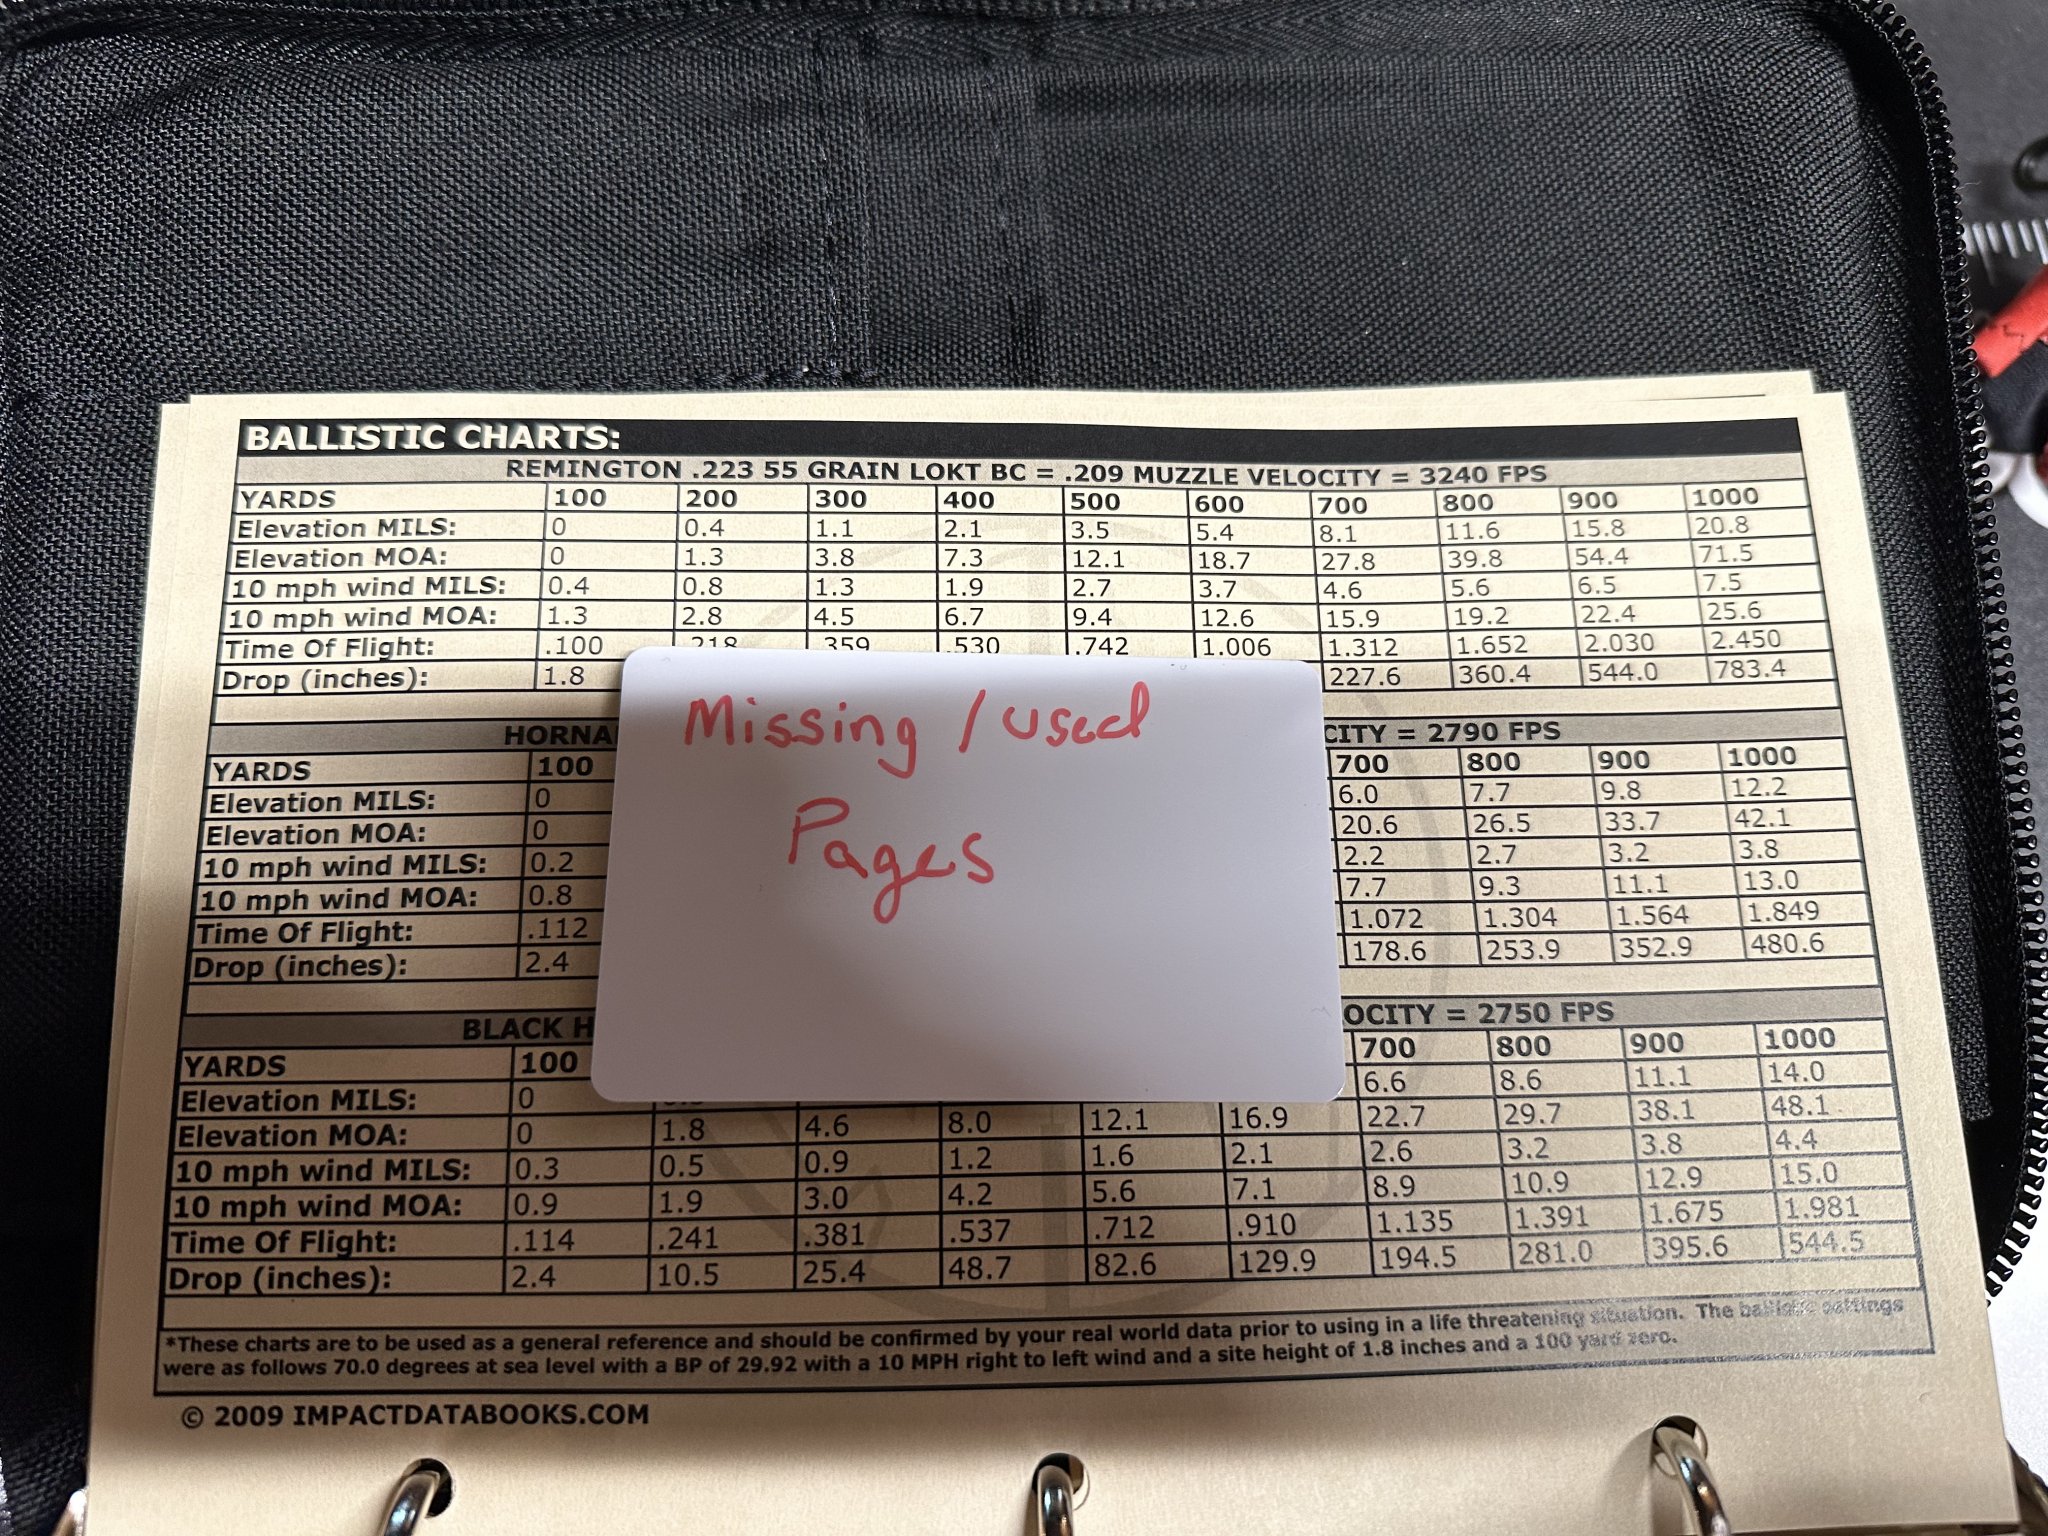 BALLISTIC CHARTS:
REMINGTON .223 55 GRAIN LOKT BC = .209 MUZZLE VELOCITY = 3240 FPS
YARDS 100 200 300 400 500 600 700 800 900 1000
Elevation MILS: 0 0.4 1.1 2.1 3.5 5.4 8.1 11.6 15.8 20.8
Elevation MOA: 0 1.3 3.8 7.3 12.1 18.7 27.8 39.8 54.4 71.5
10 mph wind MILS: 0.4 0.8 1.3 1.9 2.7 3.7 4.6 5.6 6.5 7.5
10 mph wind MOA: 1.3 2.8 4.5 6.7 9.4 12.6 15.9 19.2 22.4 25.6
Time Of Flight: .100 .218 .359 .530 .742 1.006 1.312 1.652 2.030 2.450
Drop (inches): 1.8 227.6 360.4 544.0 783.4
Missing / used
Pages
HORNA CITY = 2790 FPS
YARDS 100 700 800 900 1000
Elevation MILS: 0 6.0 7.7 9.8 12.2
Elevation MOA: 0 20.6 26.5 33.7 42.1
10 mph wind MILS: 0.2 2.2 2.7 3.2 3.8
10 mph wind MOA: 0.8 7.7 9.3 11.1 13.0
Time Of Flight: .112 1.072 1.304 1.564 1.849
Drop (inches): 2.4 178.6 253.9 352.9 480.6
BLACK H OCITY = 2750 FPS
YARDS 100 700 800 900 1000
Elevation MILS: 0 6.6 8.6 11.1 14.0
Elevation MOA: 0 1.8 4.6 8.0 12.1 16.9 22.7 29.7 38.1 48.1
10 mph wind MILS: 0.3 0.5 0.9 1.2 1.6 2.1 2.6 3.2 3.8 4.4
10 mph wind MOA: 0.9 1.9 3.0 4.2 5.6 7.1 8.9 10.9 12.9 15.0
Time Of Flight: .114 .241 .381 .537 .712 .910 1.135 1.391 1.675 1.981
Drop (inches): 2.4 10.5 25.4 48.7 82.6 129.9 194.5 281.0 395.6 544.5
*These charts are to be used as a general reference and should be confirmed by your real world data prior to using in a life threatening situation. The ballistic settings
were as follows 70.0 degrees at sea level with a BP of 29.92 with a 10 MPH right to left wind and a site height of 1.8 inches and a 100 yard zero.
© 2009 IMPACTDATABOOKS.COM